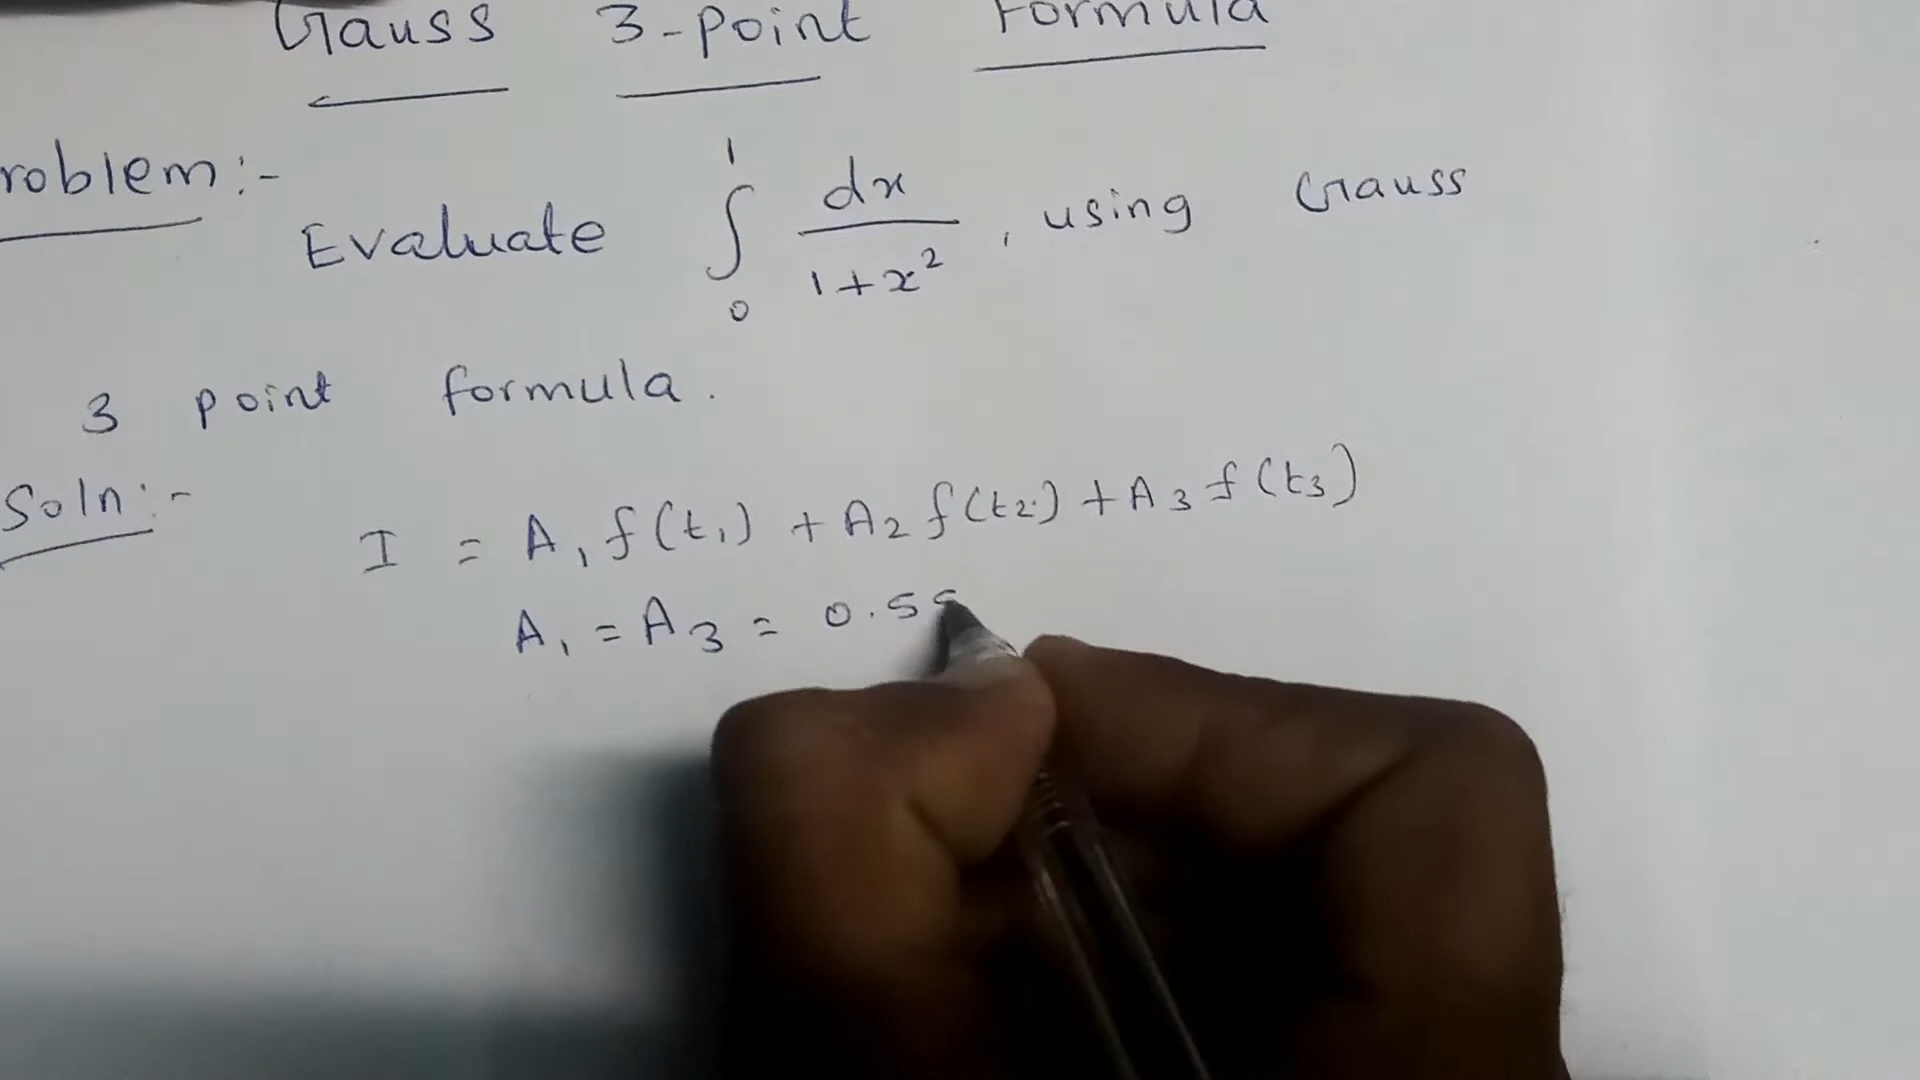 Gauss 3-point Formula
roblem:-
Evaluate ∫₀¹ dx/(1+x²), using Gauss
3 point formula.
Soln:-
I = A₁f(t₁) + A₂f(t₂) + A₃f(t₃)
A₁ = A₃ = 0.55